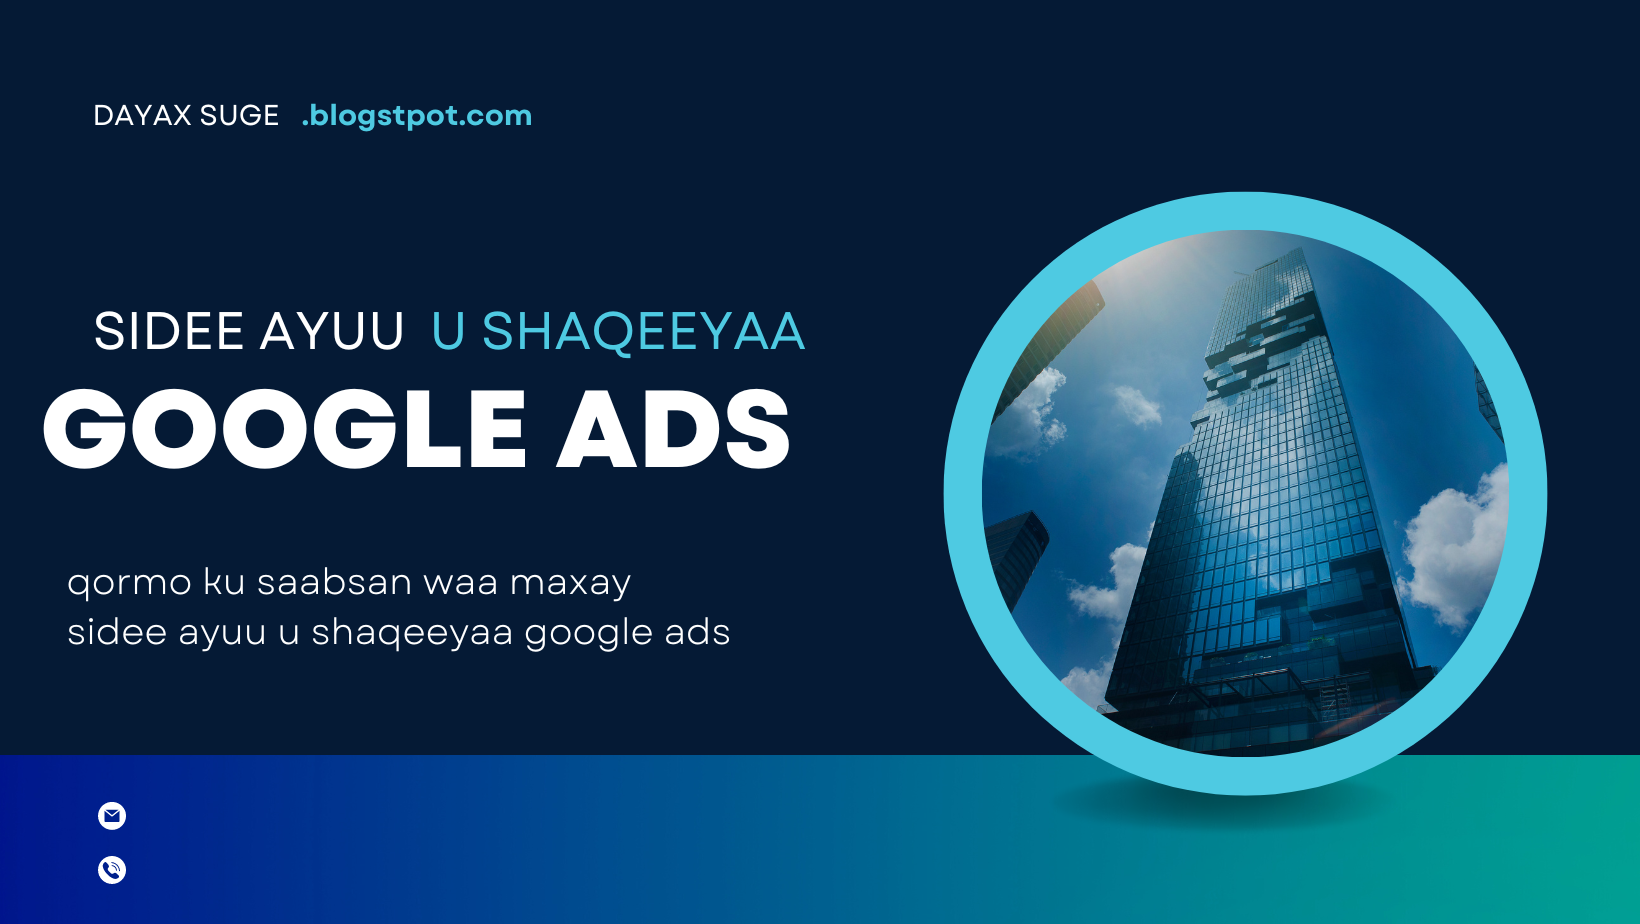 DAYAX SUGE .blogstpot.com
SIDEE AYUU U SHAQEEYAA
GOOGLE ADS
qormo ku saabsan waa maxay
sidee ayuu u shaqeeyaa google ads